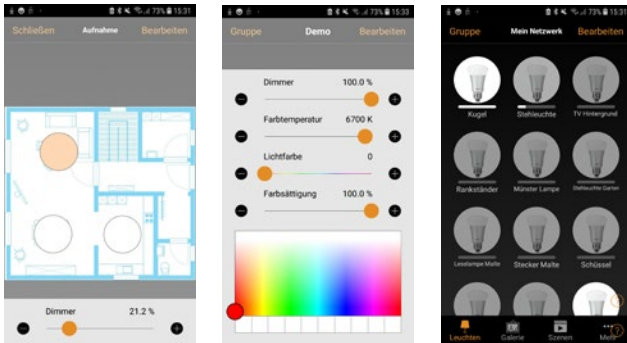 15:31
73%
Schließen Aufnahme Bearbeiten
Dimmer 21.2 %
73% 15:33
Gruppe Demo Bearbeiten
Dimmer 100.0 %
Farbtemperatur 6700 K
Lichtfarbe 0
Farbsättigung 100.0 %
73% 15:31
Gruppe Mein Netzwerk Bearbeiten
Kugel Stehleuchte TV Hintergrund
Rankständer Münster Lampe Stehleuchte Garten
Leselampe Malte Stecker Malte Schüssel
Leuchten Galerie Szenen Mehr